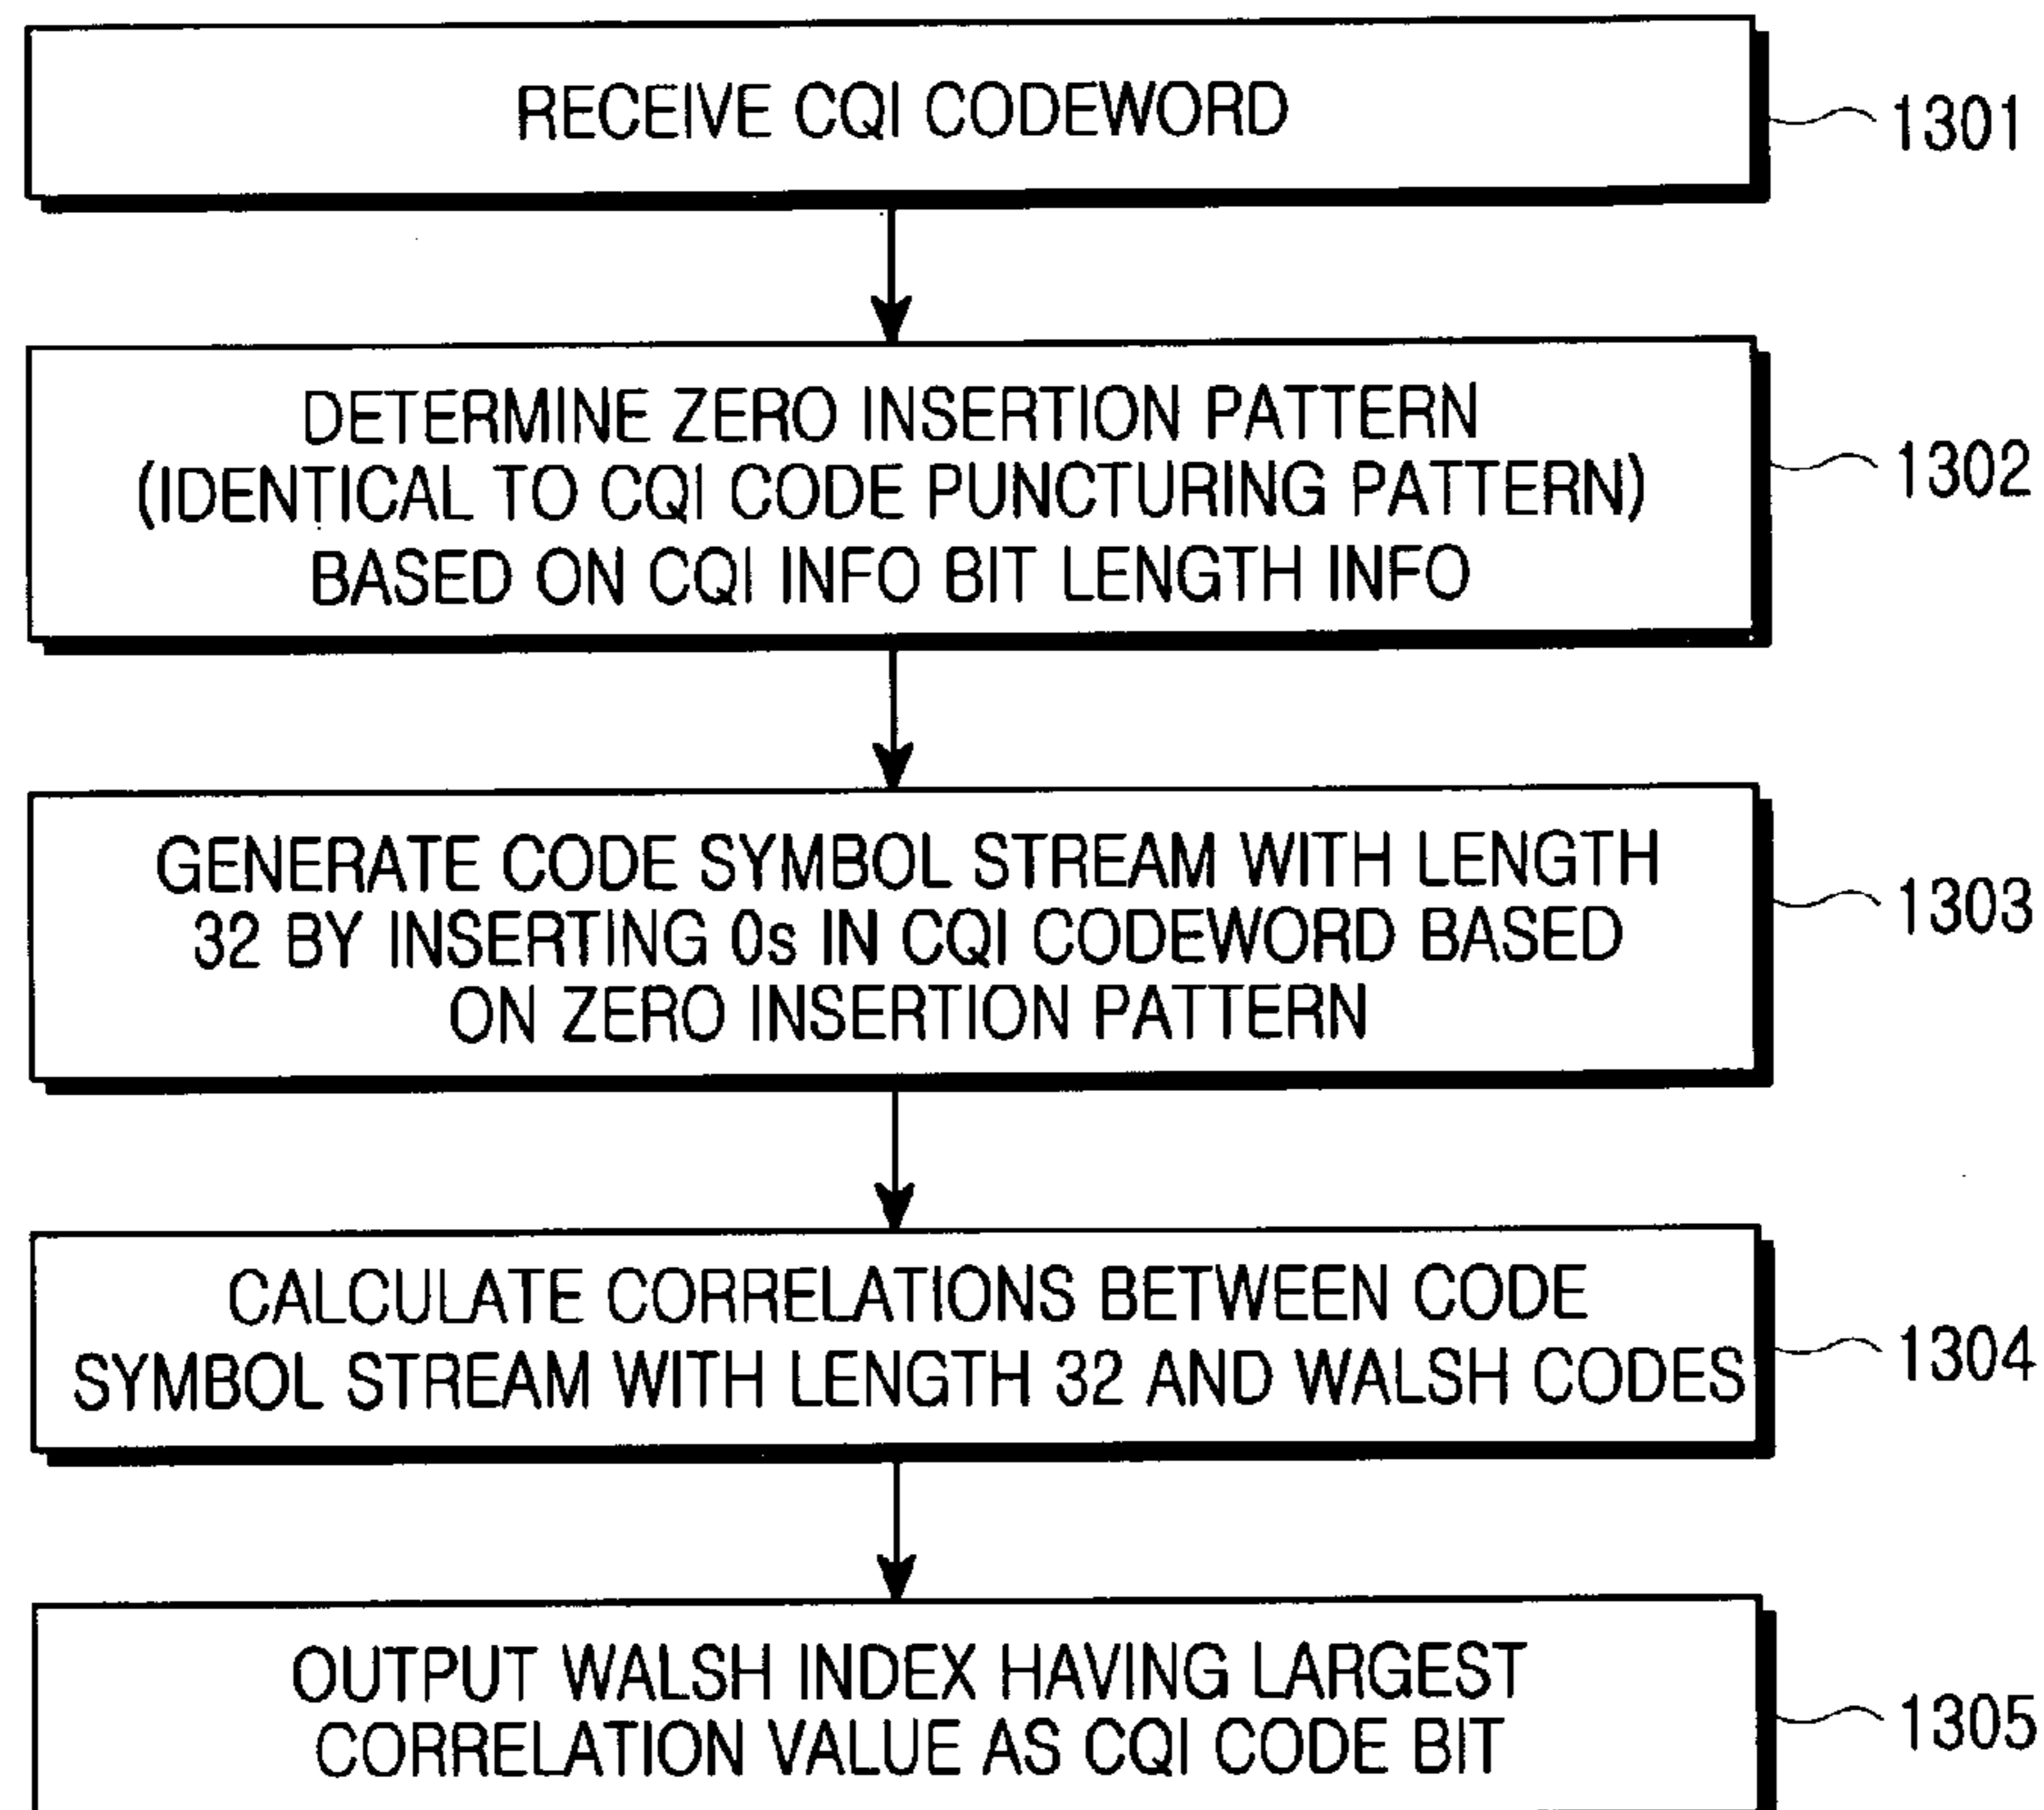 RECEIVE CQI CODEWORD
1301
DETERMINE ZERO INSERTION PATTERN
(IDENTICAL TO CQI CODE PUNCTURING PATTERN)
BASED ON CQI INFO BIT LENGTH INFO
1302
GENERATE CODE SYMBOL STREAM WITH LENGTH
32 BY INSERTING 0s IN CQI CODEWORD BASED
ON ZERO INSERTION PATTERN
1303
CALCULATE CORRELATIONS BETWEEN CODE
SYMBOL STREAM WITH LENGTH 32 AND WALSH CODES
1304
OUTPUT WALSH INDEX HAVING LARGEST
CORRELATION VALUE AS CQI CODE BIT
1305